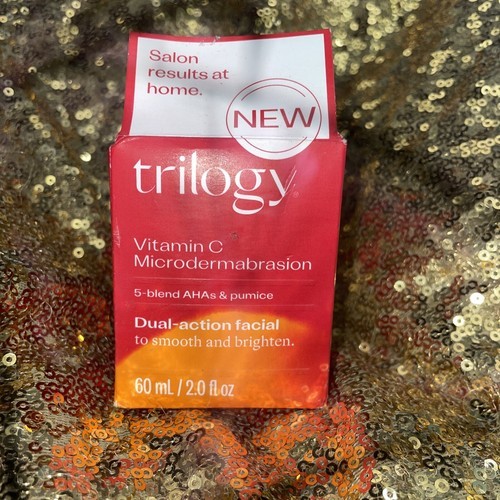 Salon
results at
home.
NEW
trilogy
Vitamin C
Microdermabrasion
5-blend AHAs & pumice
Dual-action facial
to smooth and brighten.
60 mL / 2.0 fl oz